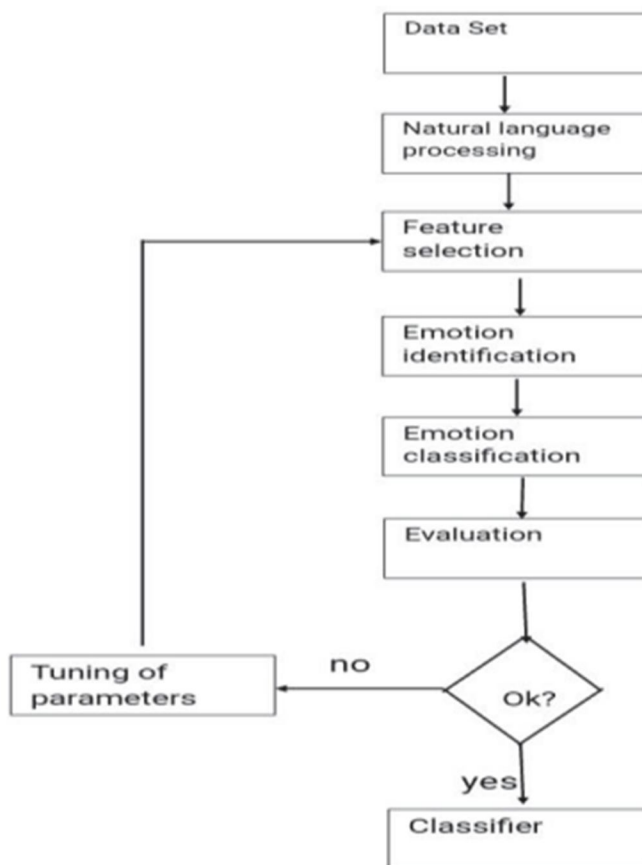 Data Set
Natural language
processing
Feature
selection
Emotion
identification
Emotion
classification
Evaluation
Ok?
no
Tuning of
parameters
yes
Classifier